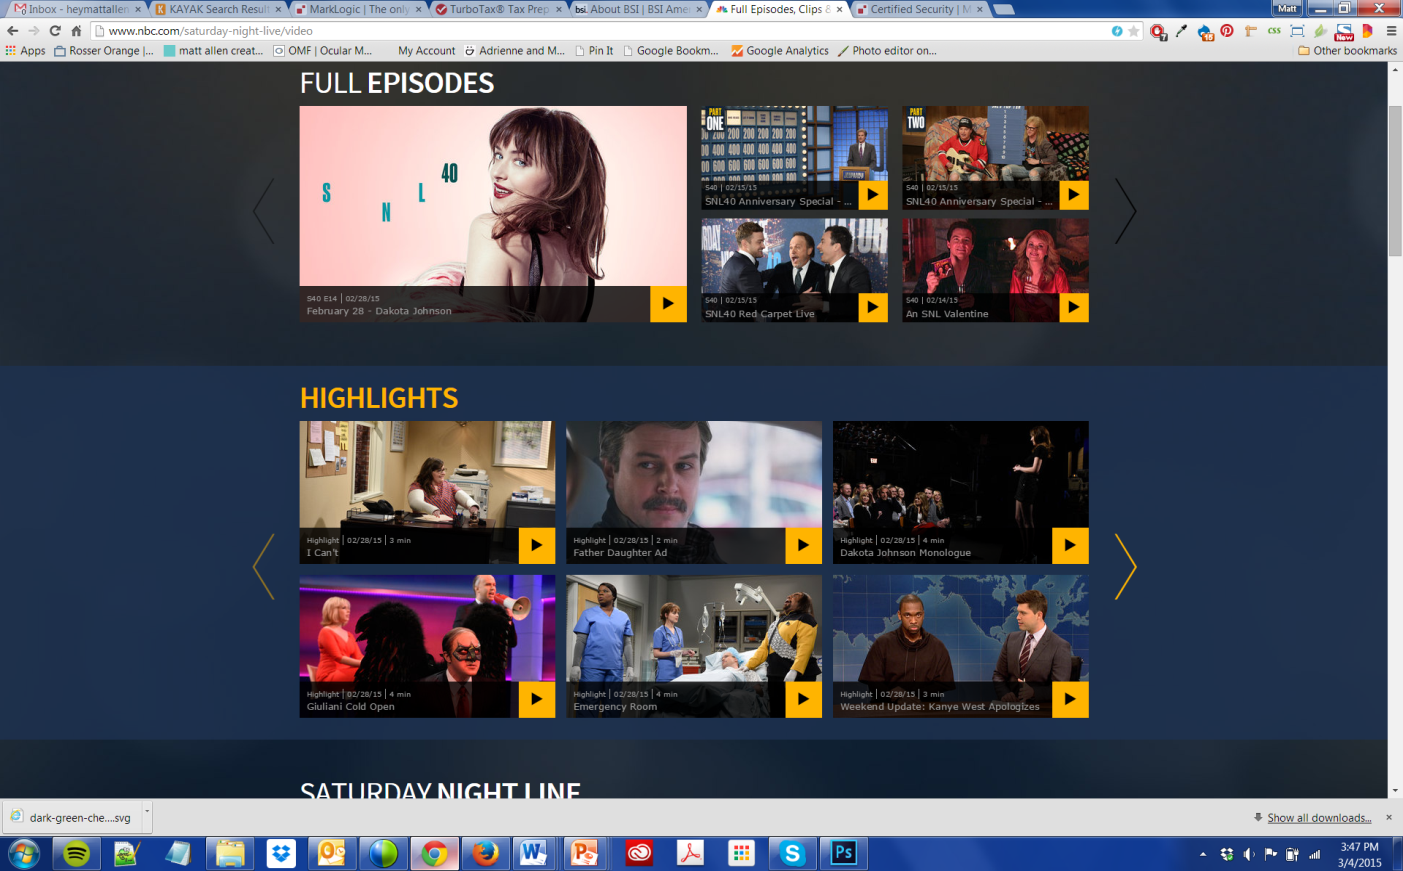 Inbox - heymattallen
KAYAK Search Result
MarkLogic | The only
TurboTax® Tax Prep
bsi. About BSI | BSI Ame
Full Episodes, Clips &
Certified Security | M
Matt
www.nbc.com/saturday-night-live/video
Apps
Rosser Orange |...
matt allen creat...
OMF | Ocular M...
My Account
Adrienne and M...
Pin It
Google Bookm...
Google Analytics
Photo editor on...
Other bookmarks
css
15
New
FULL EPISODES
S N L 40
S40 E14 | 02/28/15
February 28 - Dakota Johnson
PART
ONE
S40 | 02/15/15
SNL40 Anniversary Special - ...
PART
TWO
S40 | 02/15/15
SNL40 Anniversary Special - ...
S40 | 02/15/15
SNL40 Red Carpet Live
S40 | 02/14/15
An SNL Valentine
HIGHLIGHTS
Highlight | 02/28/15 | 3 min
I Can't
Highlight | 02/28/15 | 2 min
Father Daughter Ad
Highlight | 02/28/15 | 4 min
Dakota Johnson Monologue
Highlight | 02/28/15 | 4 min
Giuliani Cold Open
Highlight | 02/28/15 | 4 min
Emergency Room
Highlight | 02/28/15 | 3 min
Weekend Update: Kanye West Apologizes
SATURDAY NIGHT LINE
dark-green-che....svg
Show all downloads...
Ps
3:47 PM
3/4/2015